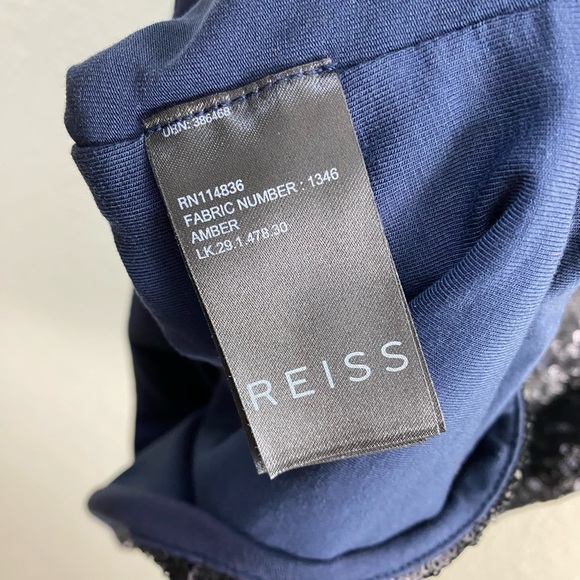 UBN: 386468
RN114836
FABRIC NUMBER : 1346
AMBER
LK.29.1.478.30
REISS